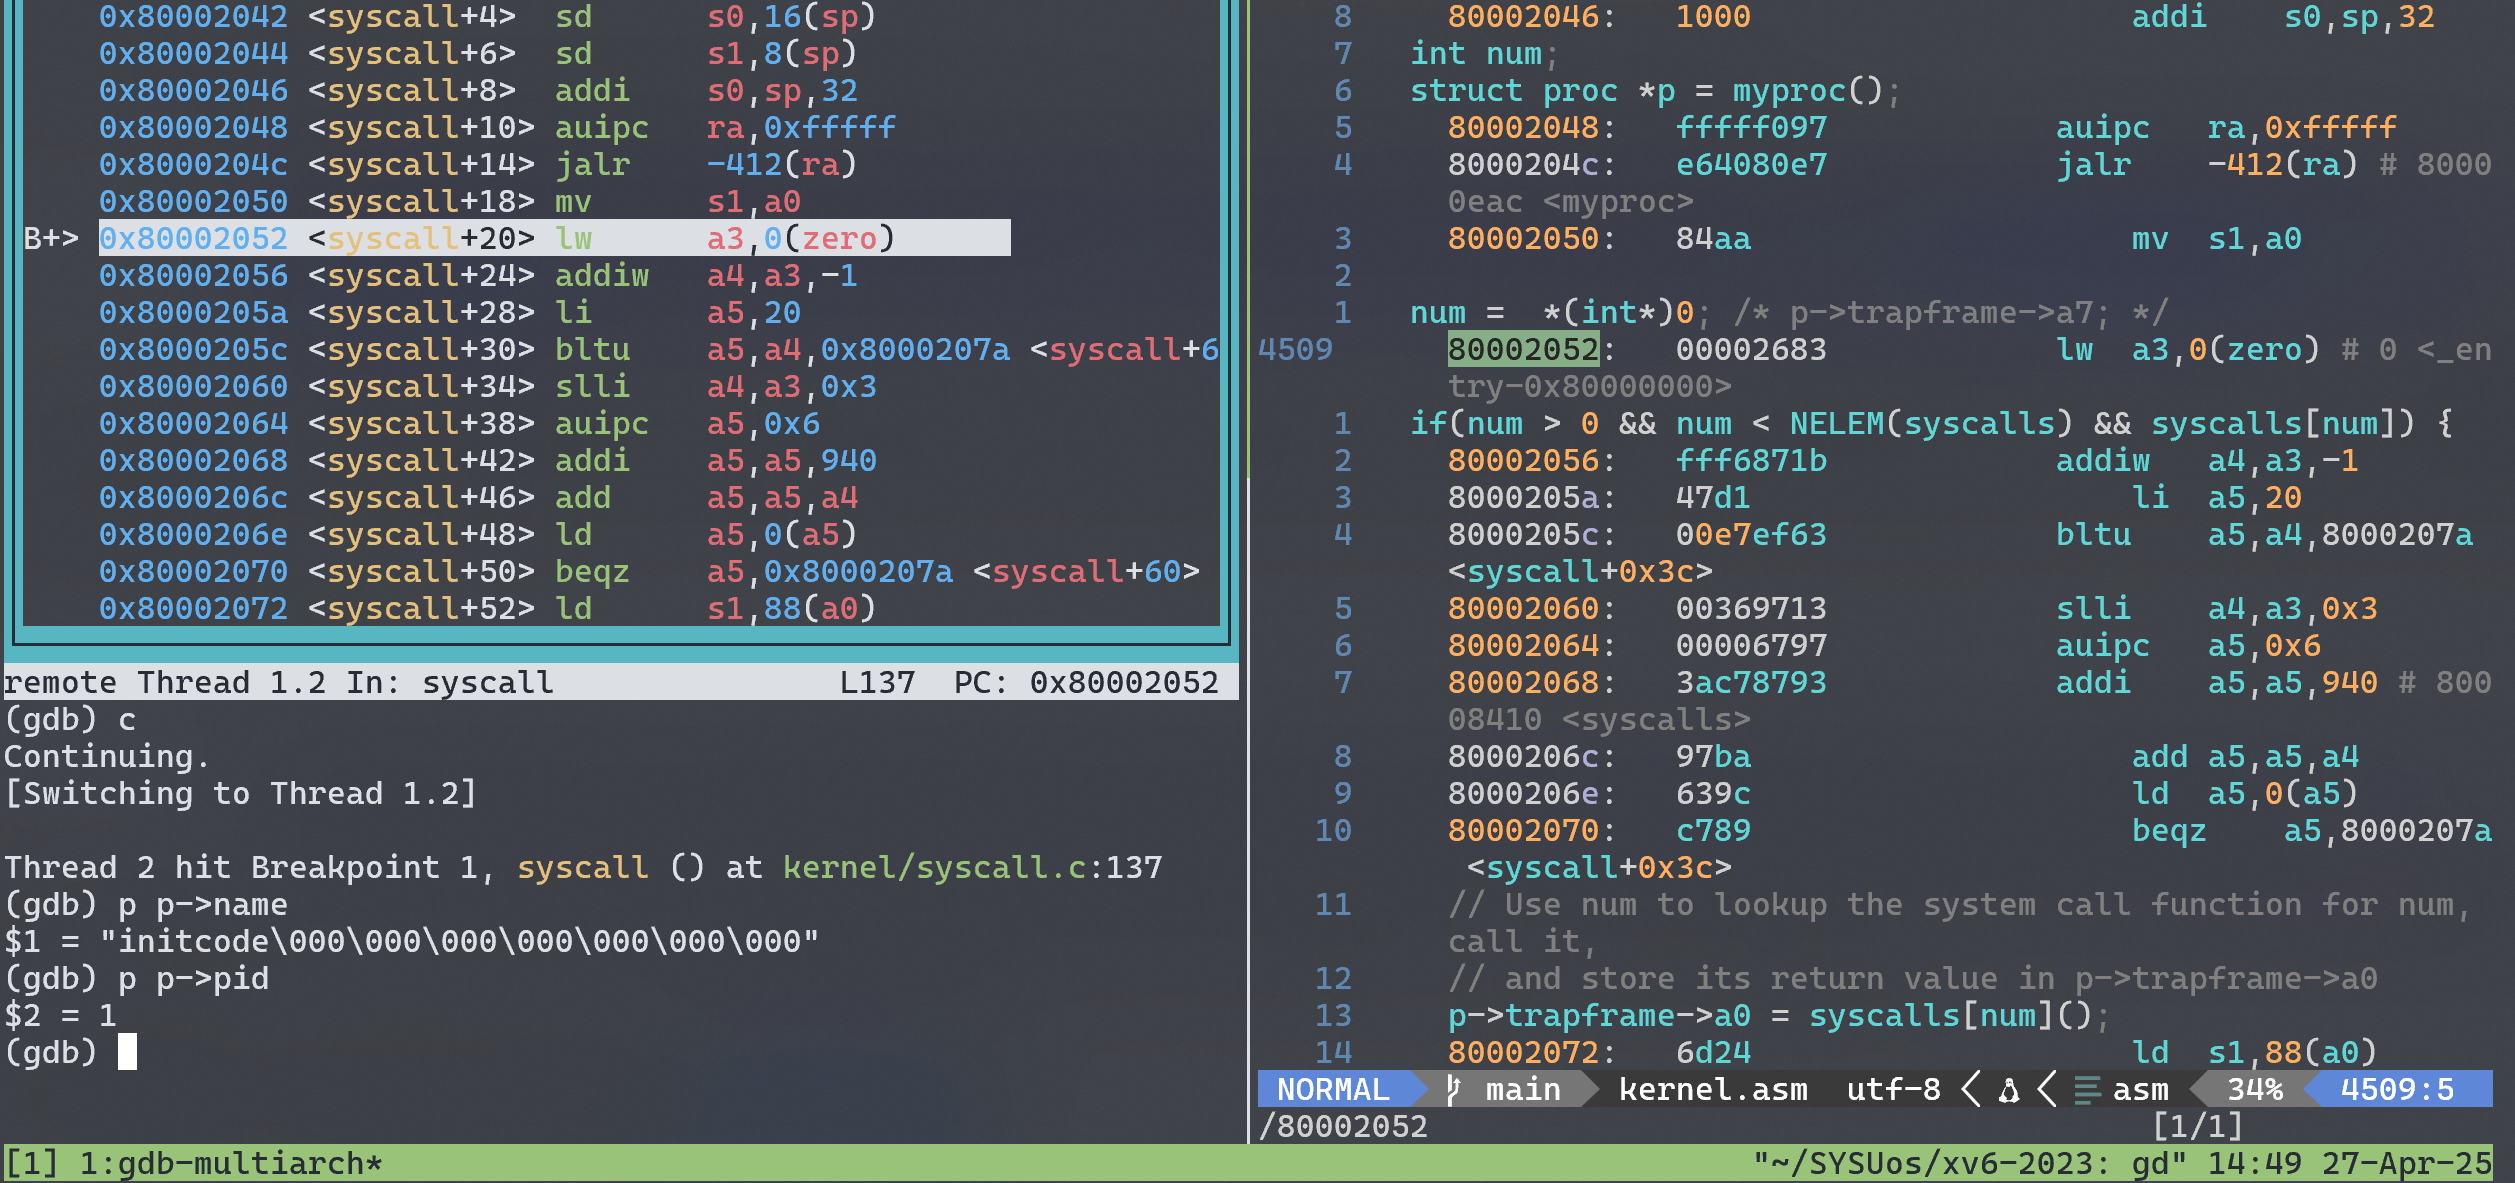 0x80002042 <syscall+4>  sd      s0,16(sp)
0x80002044 <syscall+6>  sd      s1,8(sp)
0x80002046 <syscall+8>  addi    s0,sp,32
0x80002048 <syscall+10> auipc   ra,0xfffff
0x8000204c <syscall+14> jalr    -412(ra)
0x80002050 <syscall+18> mv      s1,a0
B+> 0x80002052 <syscall+20> lw      a3,0(zero)
0x80002056 <syscall+24> addiw   a4,a3,-1
0x8000205a <syscall+28> li      a5,20
0x8000205c <syscall+30> bltu    a5,a4,0x8000207a <syscall+6
0x80002060 <syscall+34> slli    a4,a3,0x3
0x80002064 <syscall+38> auipc   a5,0x6
0x80002068 <syscall+42> addi    a5,a5,940
0x8000206c <syscall+46> add     a5,a5,a4
0x8000206e <syscall+48> ld      a5,0(a5)
0x80002070 <syscall+50> beqz    a5,0x8000207a <syscall+60>
0x80002072 <syscall+52> ld      s1,88(a0)
remote Thread 1.2 In: syscall               L137  PC: 0x80002052
(gdb) c
Continuing.
[Switching to Thread 1.2]
Thread 2 hit Breakpoint 1, syscall () at kernel/syscall.c:137
(gdb) p p->name
$1 = "initcode\000\000\000\000\000\000\000"
(gdb) p p->pid
$2 = 1
(gdb)
8     80002046:   1000                    addi    s0,sp,32
7   int num;
6   struct proc *p = myproc();
5     80002048:   fffff097            auipc   ra,0xfffff
4     8000204c:   e64080e7            jalr    -412(ra) # 8000
0eac <myproc>
3     80002050:   84aa                    mv  s1,a0
2
1   num =  *(int*)0; /* p->trapframe->a7; */
4509  80002052:   00002683            lw  a3,0(zero) # 0 <_en
try-0x80000000>
1   if(num > 0 && num < NELEM(syscalls) && syscalls[num]) {
2     80002056:   fff6871b            addiw   a4,a3,-1
3     8000205a:   47d1                    li  a5,20
4     8000205c:   00e7ef63            bltu    a5,a4,8000207a
<syscall+0x3c>
5     80002060:   00369713            slli    a4,a3,0x3
6     80002064:   00006797            auipc   a5,0x6
7     80002068:   3ac78793            addi    a5,a5,940 # 800
08410 <syscalls>
8     8000206c:   97ba                    add a5,a5,a4
9     8000206e:   639c                    ld  a5,0(a5)
10    80002070:   c789                    beqz    a5,8000207a
<syscall+0x3c>
11    // Use num to lookup the system call function for num,
call it,
12    // and store its return value in p->trapframe->a0
13    p->trapframe->a0 = syscalls[num]();
14    80002072:   6d24                    ld  s1,88(a0)
NORMAL  main  kernel.asm  utf-8 < < asm  34%  4509:5
/80002052                                      [1/1]
[1] 1:gdb-multiarch*    "~/SYSUos/xv6-2023: gd" 14:49 27-Apr-25